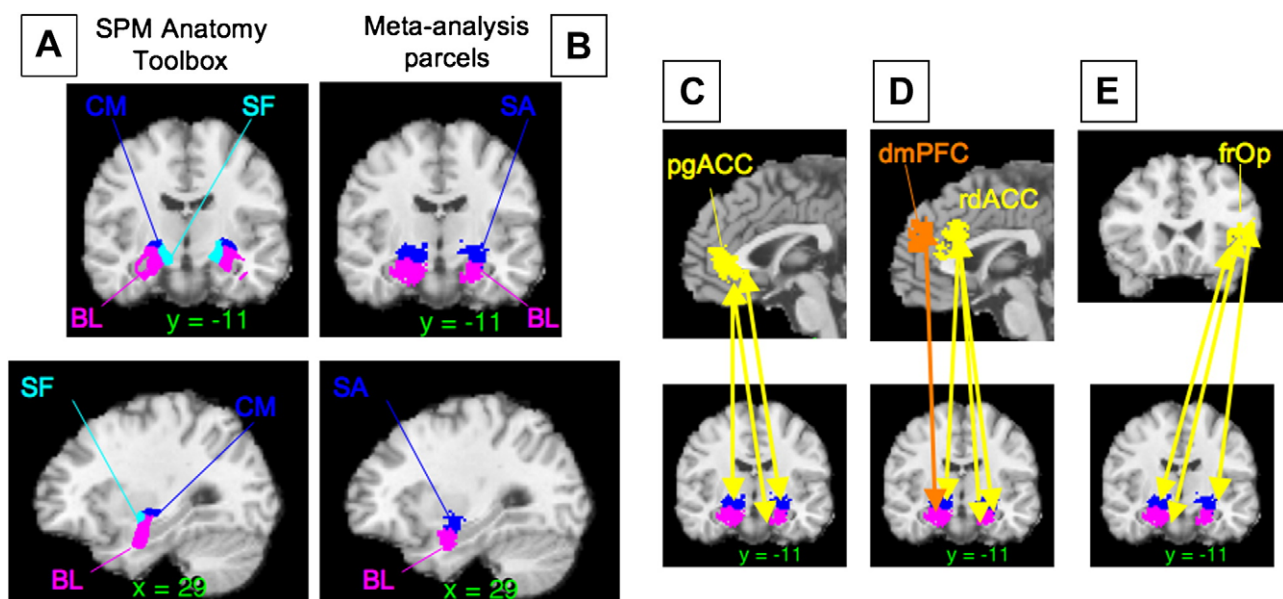 A
SPM Anatomy
Toolbox
Meta-analysis
parcels
B
CM
SF
BL
y = -11
SA
BL
y = -11
SF
CM
BL
x = 29
SA
BL
x = 29
C
D
E
pgACC
dmPFC
rdACC
frOp
y = -11
y = -11
y = -11